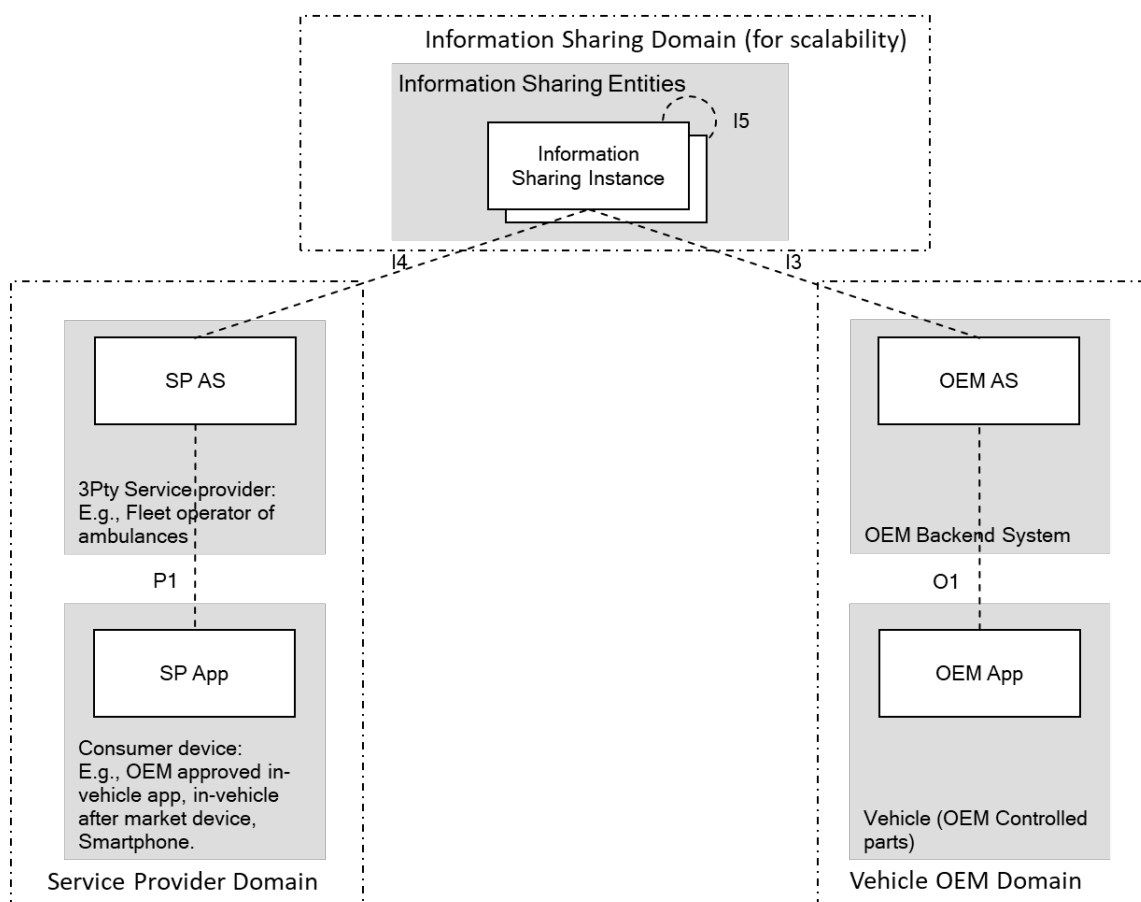 Information Sharing Domain (for scalability)
Information Sharing Entities
I5
Information
Sharing Instance
I4
I3
SP AS
OEM AS
3Pty Service provider:
E.g., Fleet operator of
ambulances
OEM Backend System
P1
O1
SP App
OEM App
Consumer device:
E.g., OEM approved in-
vehicle app, in-vehicle
after market device,
Smartphone.
Vehicle (OEM Controlled
parts)
Service Provider Domain
Vehicle OEM Domain